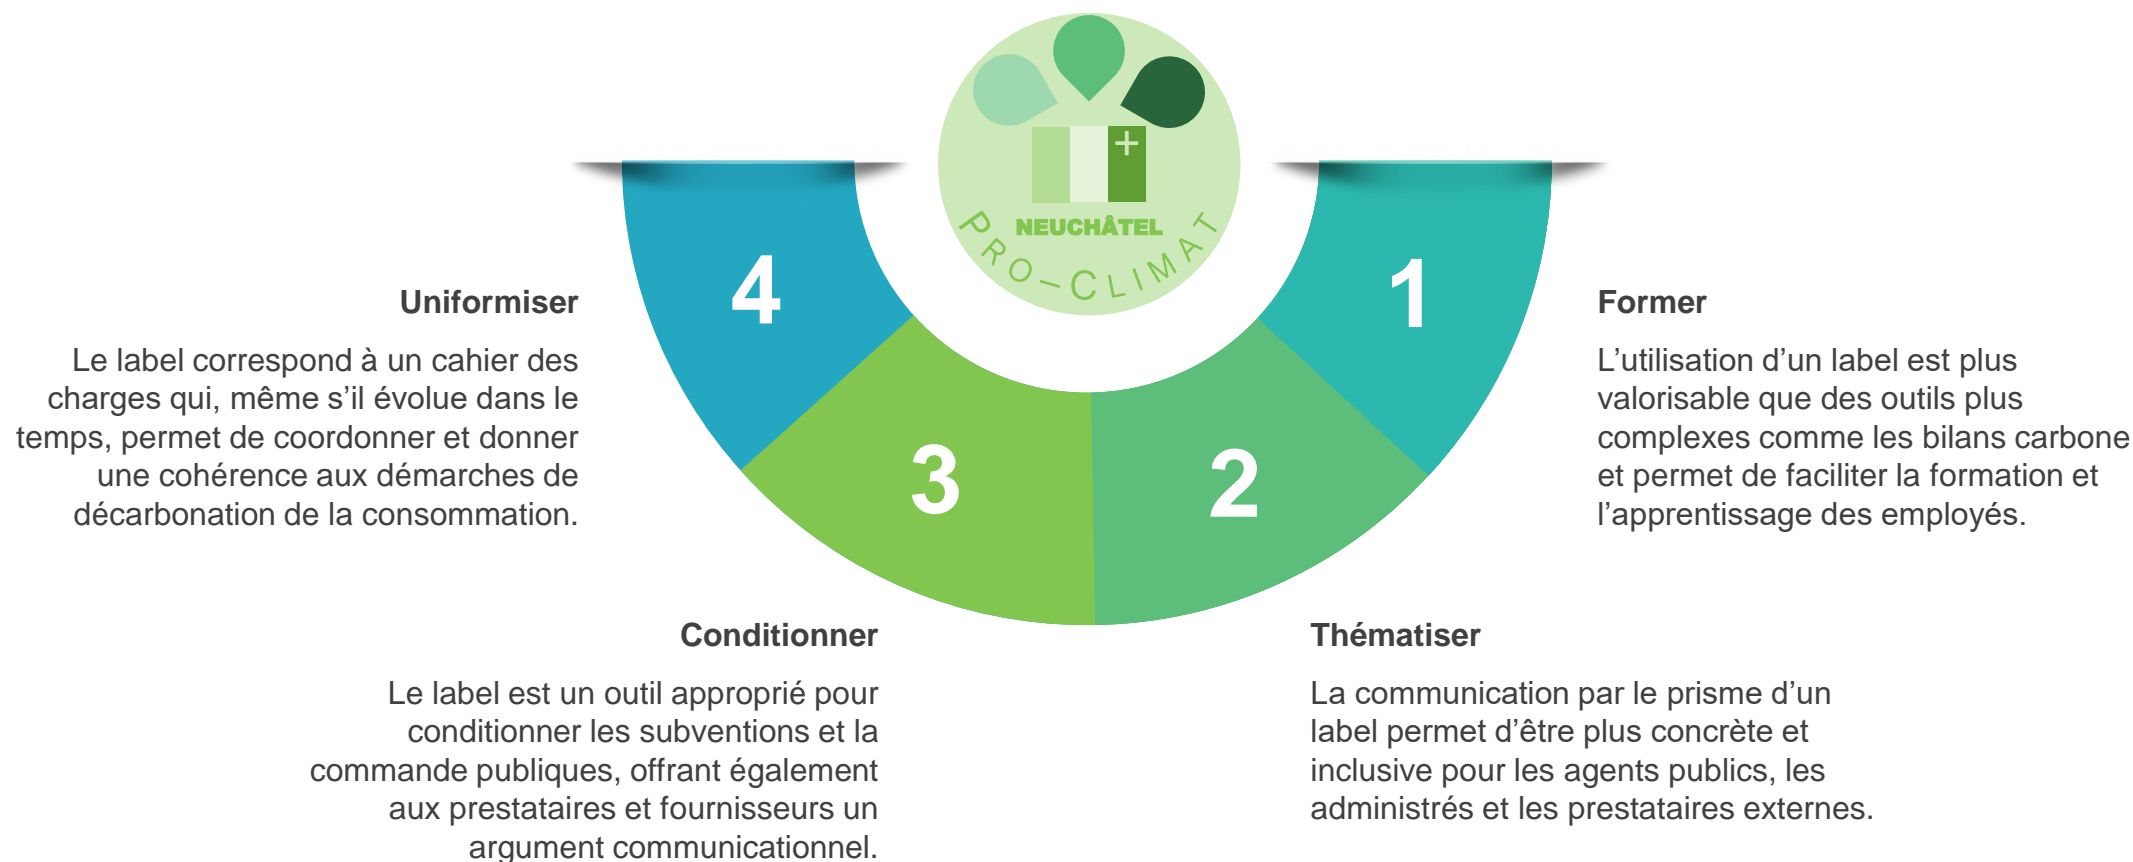 NEUCHÂTEL
PRO-CLIMAT
1
Former
L’utilisation d’un label est plus
valorisable que des outils plus
complexes comme les bilans carbone
et permet de faciliter la formation et
l’apprentissage des employés.
2
Thématiser
La communication par le prisme d’un
label permet d’être plus concrète et
inclusive pour les agents publics, les
administrés et les prestataires externes.
3
Conditionner
Le label est un outil approprié pour
conditionner les subventions et la
commande publiques, offrant également
aux prestataires et fournisseurs un
argument communicationnel.
4
Uniformiser
Le label correspond à un cahier des
charges qui, même s’il évolue dans le
temps, permet de coordonner et donner
une cohérence aux démarches de
décarbonation de la consommation.